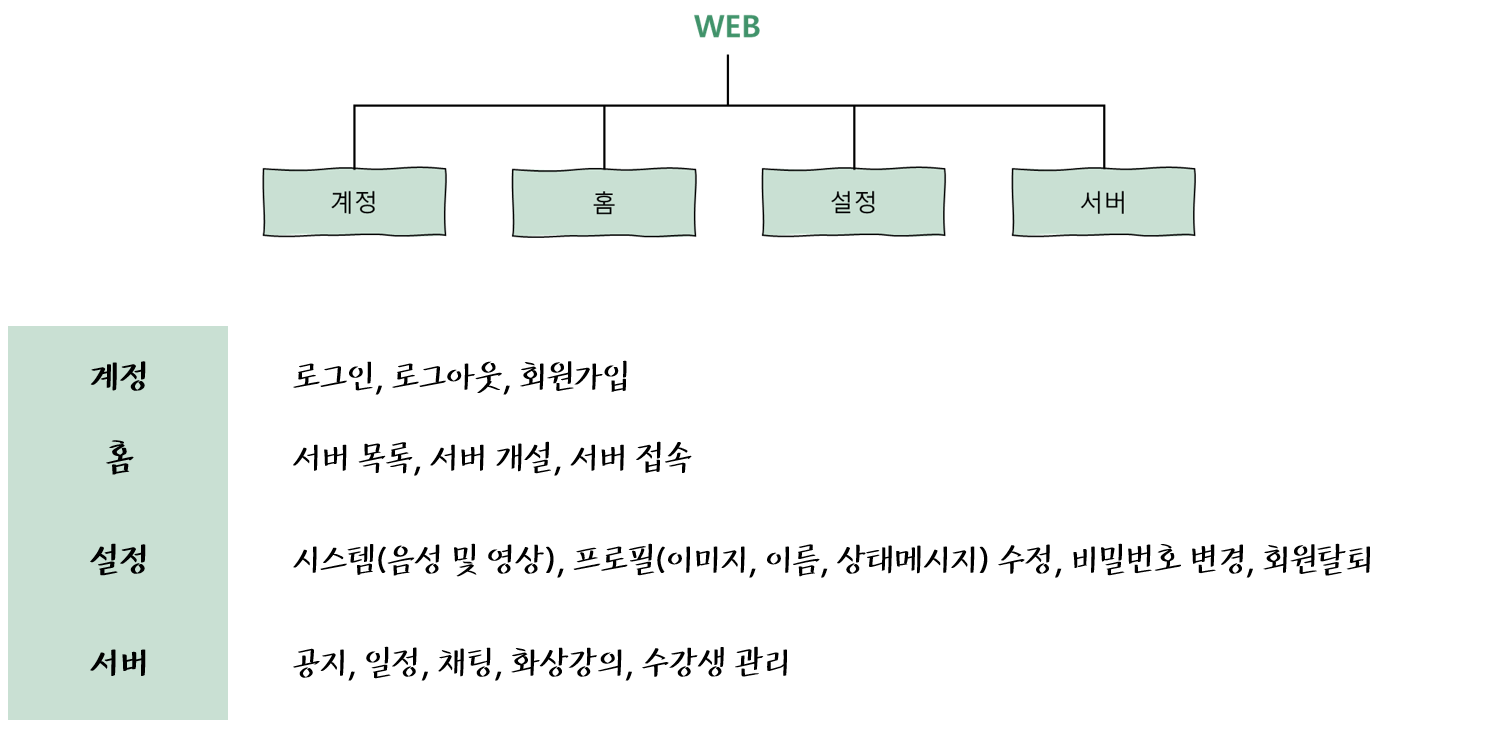 WEB
계정 홈 설정 서버
계정 로그인, 로그아웃, 회원가입
홈 서버 목록, 서버 개설, 서버 접속
설정 시스템(음성 및 영상), 프로필(이미지, 이름, 상태메시지) 수정, 비밀번호 변경, 회원탈퇴
서버 공지, 일정, 채팅, 화상강의, 수강생 관리